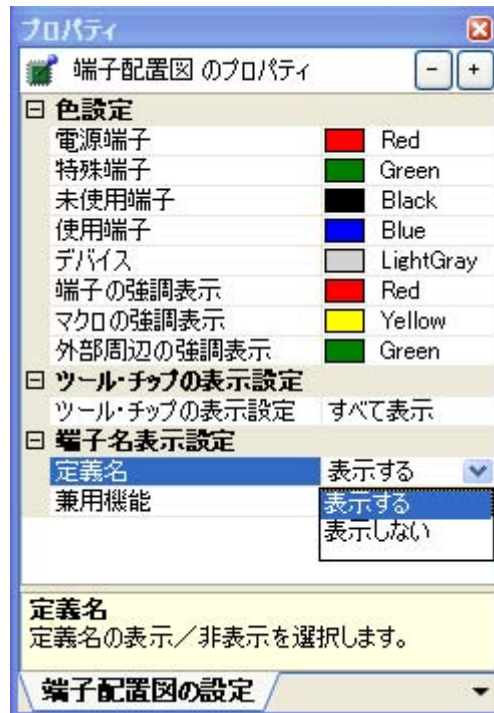 プロパティ
端子配置図 のプロパティ
色設定
電源端子 Red
特殊端子 Green
未使用端子 Black
使用端子 Blue
デバイス LightGray
端子の強調表示 Red
マクロの強調表示 Yellow
外部周辺の強調表示 Green
ツール・チップの表示設定
ツール・チップの表示設定 すべて表示
端子名表示設定
定義名 表示する
兼用機能 表示する
表示しない
定義名
定義名の表示／非表示を選択します。
端子配置図の設定